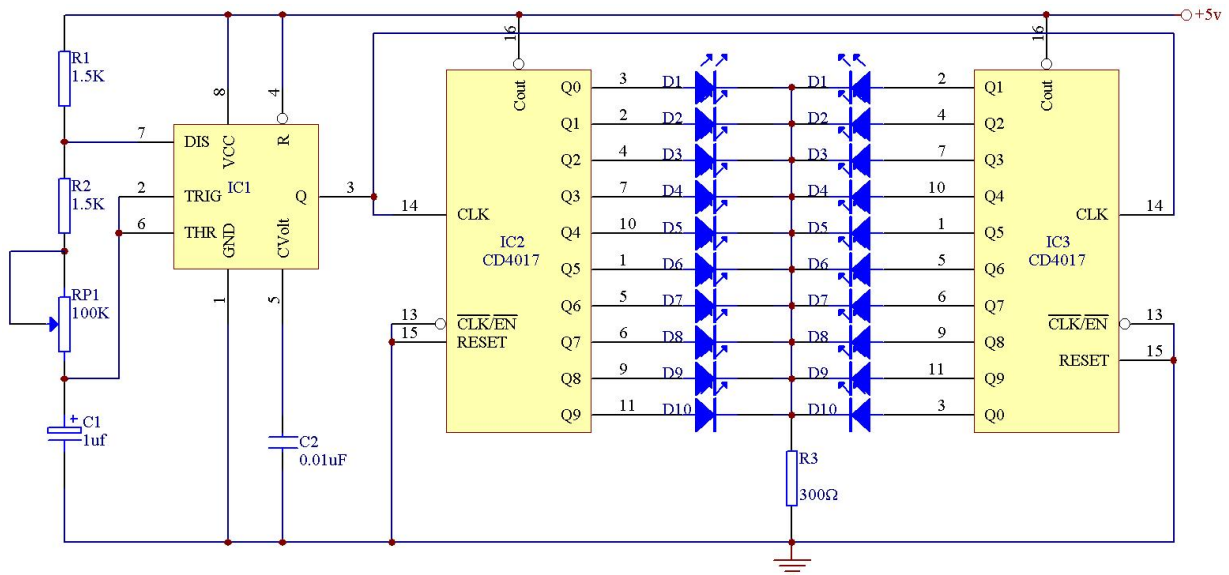 +5v
R1
1.5K
R2
1.5K
RP1
100K
C1
+
1uf
7
2
6
8
4
3
1
5
DIS
TRIG
THR
VCC
R
IC1
Q
GND
CVolt
C2
0.01uF
16
Cout
14
CLK
IC2
CD4017
13
15
CLK/EN
RESET
Q0
Q1
Q2
Q3
Q4
Q5
Q6
Q7
Q8
Q9
3
2
4
7
10
1
5
6
9
11
D1
D2
D3
D4
D5
D6
D7
D8
D9
D10
D1
D2
D3
D4
D5
D6
D7
D8
D9
D10
2
4
7
10
1
5
6
9
11
3
Q1
Q2
Q3
Q4
Q5
Q6
Q7
Q8
Q9
Q0
16
Cout
CLK
14
IC3
CD4017
CLK/EN
13
RESET
15
R3
300Ω